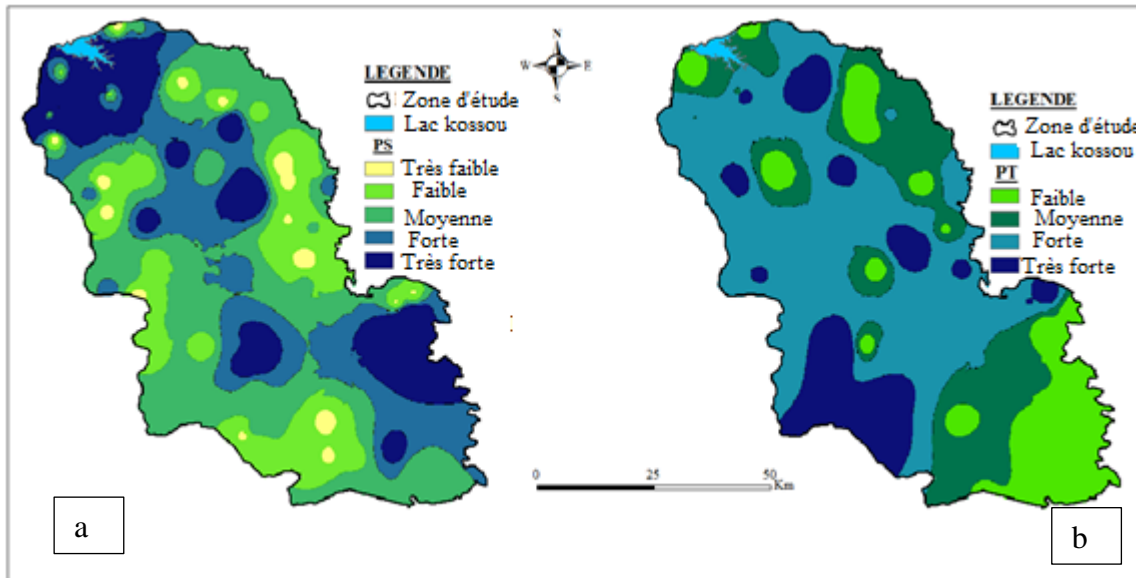 N
W E
S
LEGENDE
Zone d'étude
Lac kossou
PS
Très faible
Faible
Moyenne
Forte
Très forte
LEGENDE
Zone d'étude
Lac kossou
PT
Faible
Moyenne
Forte
Très forte
0 25 50
Km
a
b